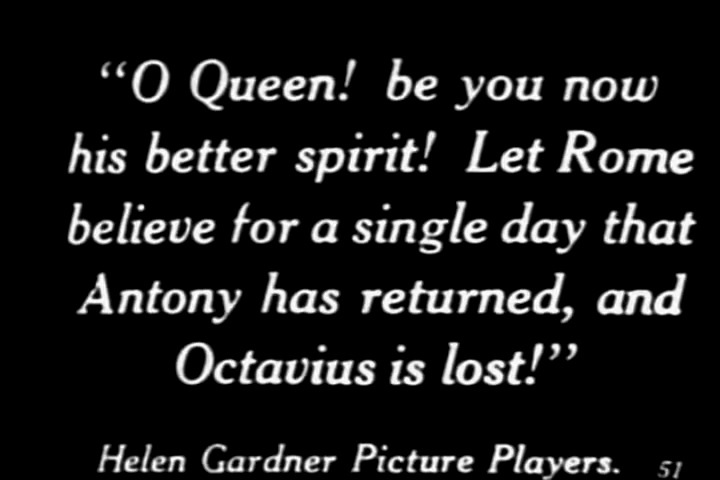 “O Queen! be you now
his better spirit! Let Rome
believe for a single day that
Antony has returned, and
Octavius is lost!”
Helen Gardner Picture Players. 51